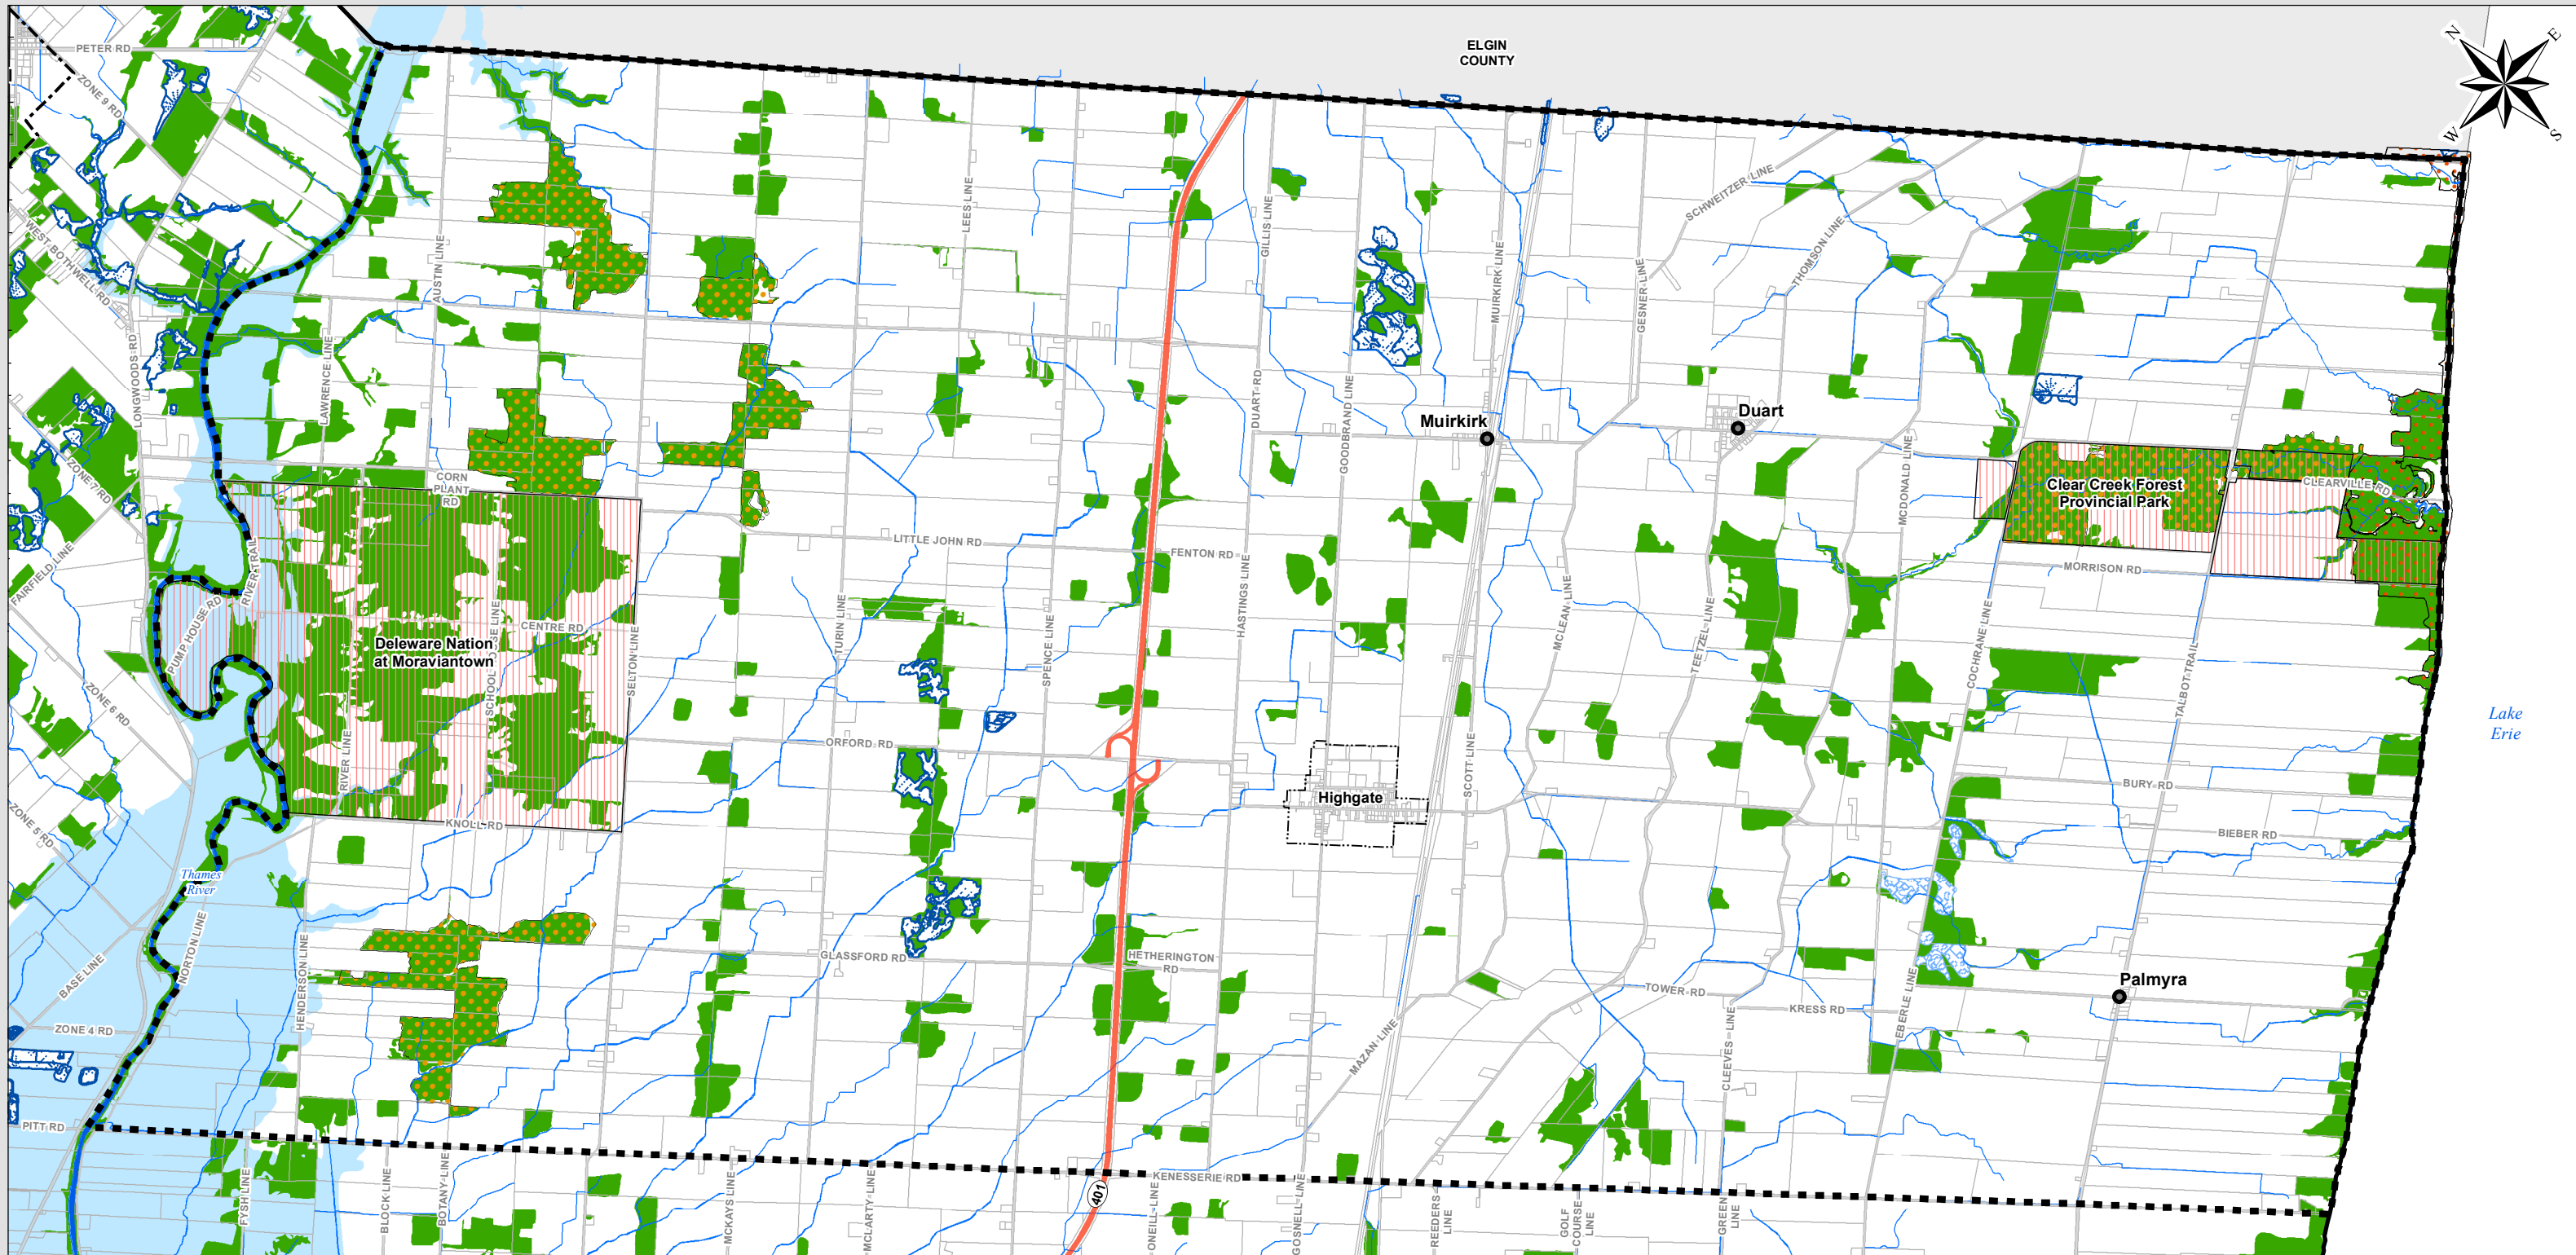 ELGIN
COUNTY
N
E
W
S
PETER RD
ZONE 9 RD
WEST BOTHWELL RD
LONGWOODS RD
LAWRENCE LINE
AUSTIN LINE
LEES LINE
GILLIS LINE
MUIRKIRK LINE
GESNER LINE
SCHWEITZER LINE
THOMSON LINE
DUART RD
GOODBRAND LINE
Muirkirk
Duart
MCDONALD LINE
ZONE 7 RD
CORN
PLANT
RD
Clear Creek Forest
Provincial Park
CLEARVILLE RD
LITTLE JOHN RD
FENTON RD
MORRISON RD
FAIRFIELD LINE
RIVER TRAIL
PUMP HOUSE RD
Deleware Nation
at Moraviantown
CENTRE RD
SCHOOL HOUSE LINE
SELTON LINE
TURIN LINE
SPENCE LINE
HASTINGS LINE
MCLEAN LINE
TEETZEL LINE
COCHRANE LINE
TALBOT TRAIL
Lake
Erie
ZONE 6 RD
RIVER LINE
ORFORD RD
SCOTT LINE
Highgate
BURY RD
BIEBER RD
ZONE 5 RD
KNOLL RD
Thames
River
NORTON LINE
BASE LINE
HENDERSON LINE
GLASSFORD RD
HETHERINGTON
RD
TOWER RD
KRESS RD
EBERLE LINE
Palmyra
ZONE 4 RD
MAZAN LINE
CLEEVES LINE
PITT RD
KENESSERIE RD
401
FYSH LINE
BLOCK LINE
BOTANY LINE
MCKAYS LINE
MCLARTY LINE
ONEILL LINE
GOSNELL LINE
REEDERS
LINE
GOLF
COURSE
LINE
GREEN
LINE